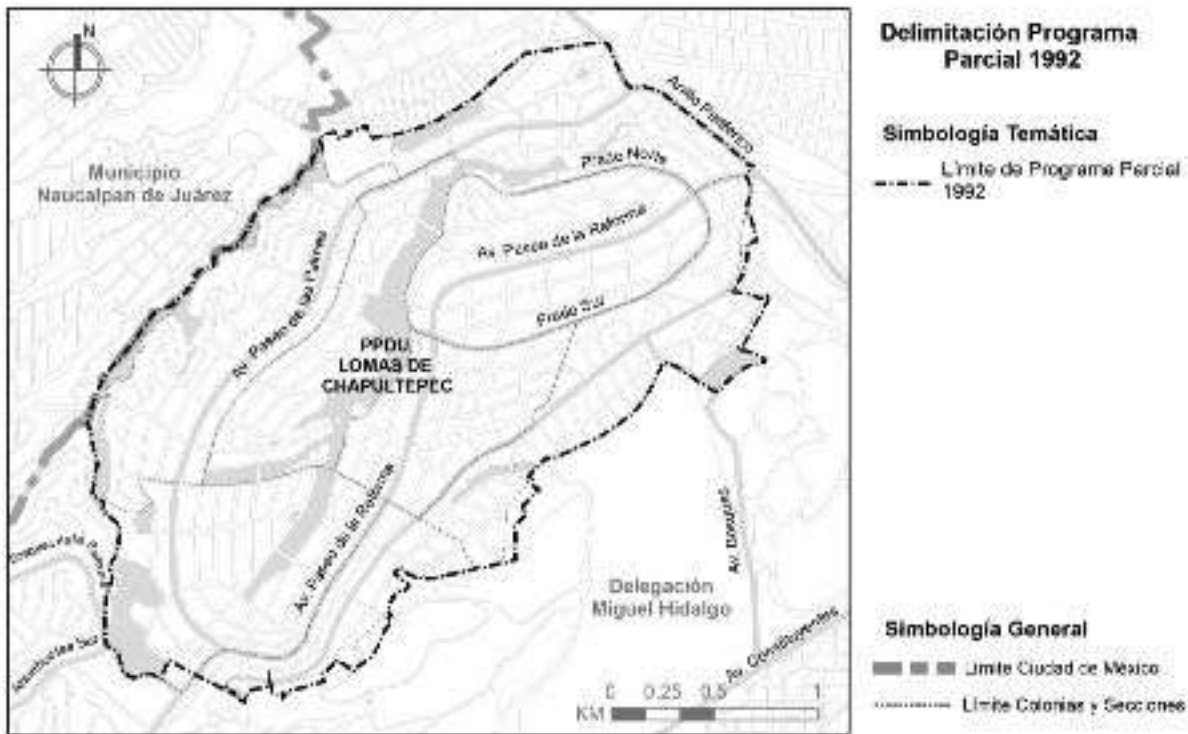 N
Municipio
Naucalpan de Juárez
Anillo Periférico
Prado Norte
Av. Paseo de la Reforma
Av. Paseo de las Palmas
Prado Sur
PPDU
LOMAS DE
CHAPULTEPEC
Av. Paseo de la Reforma
Av.
Sur
Delegación
Miguel Hidalgo
Av. Constituyentes
0 0.25 0.5 1
KM
Delimitación Programa
Parcial 1992
Simbología Temática
Límite de Programa Parcial
1992
Simbología General
Límite Ciudad de México
Límite Colonias y Secciones